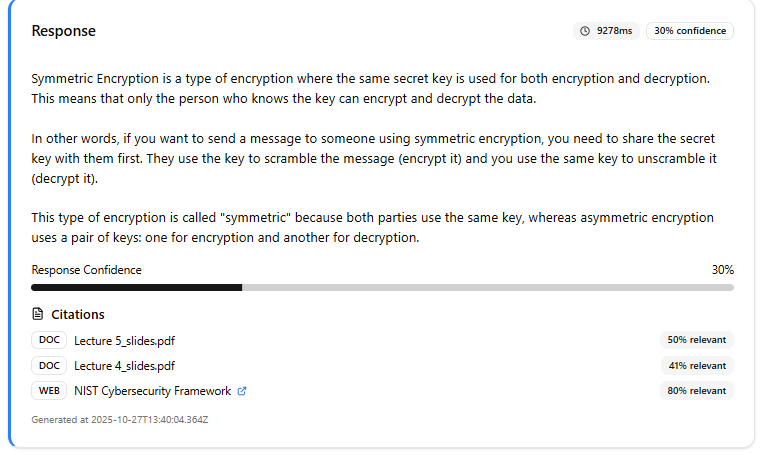 Response
9278ms
30% confidence
Symmetric Encryption is a type of encryption where the same secret key is used for both encryption and decryption.
This means that only the person who knows the key can encrypt and decrypt the data.
In other words, if you want to send a message to someone using symmetric encryption, you need to share the secret
key with them first. They use the key to scramble the message (encrypt it) and you use the same key to unscramble it
(decrypt it).
This type of encryption is called "symmetric" because both parties use the same key, whereas asymmetric encryption
uses a pair of keys: one for encryption and another for decryption.
Response Confidence 30%
Citations
DOC Lecture 5_slides.pdf 50% relevant
DOC Lecture 4_slides.pdf 41% relevant
WEB NIST Cybersecurity Framework 80% relevant
Generated at 2025-10-27T13:40:04.364Z